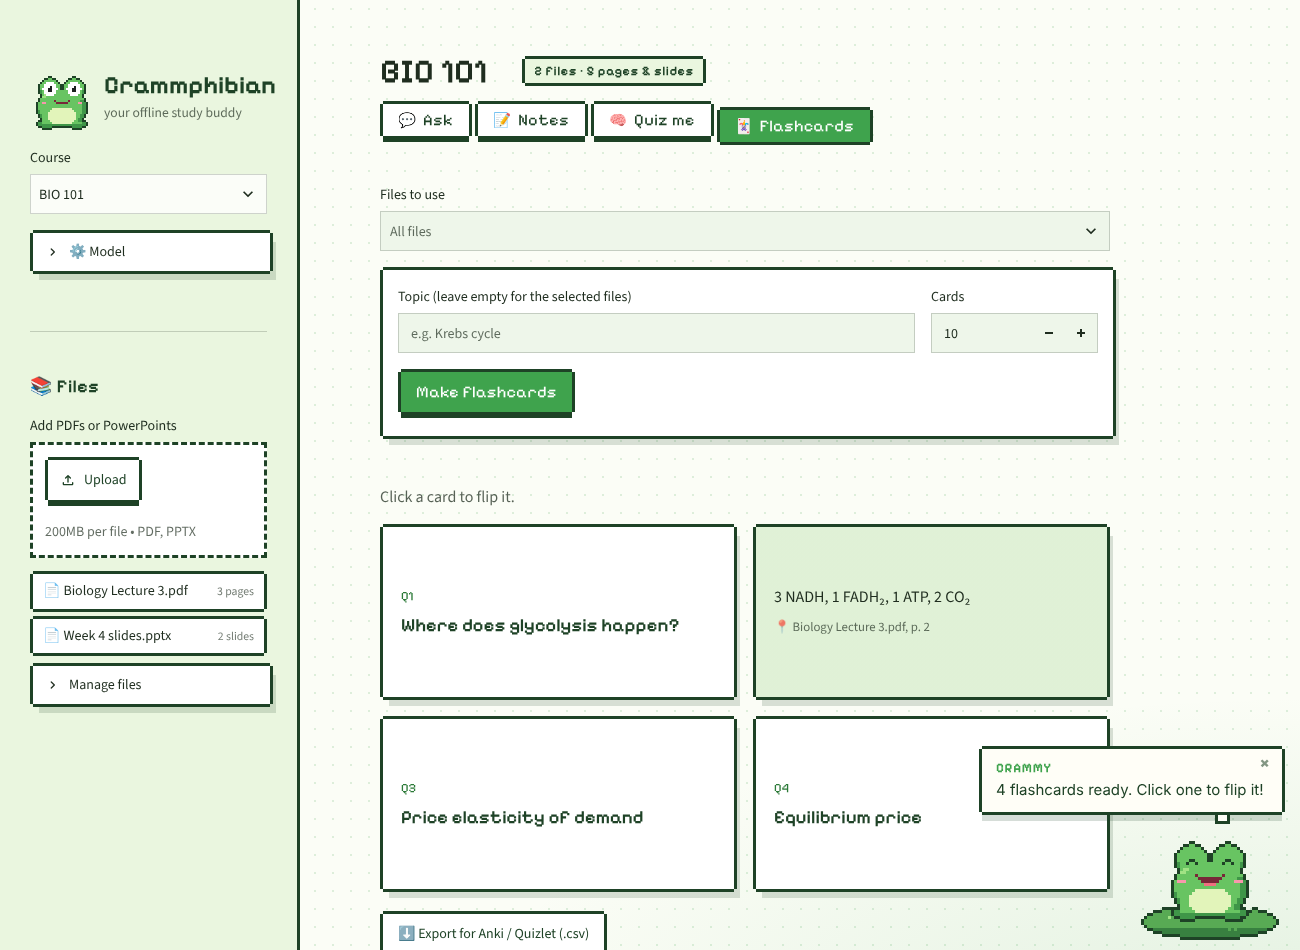 Grammphibian
your offline study buddy
Course
BIO 101
Model
Files
Add PDFs or PowerPoints
Upload
200MB per file • PDF, PPTX
Biology Lecture 3.pdf 3 pages
Week 4 slides.pptx 2 slides
Manage files
BIO 101
2 files · 5 pages & slides
Ask
Notes
Quiz me
Flashcards
Files to use
All files
Topic (leave empty for the selected files)
Cards
e.g. Krebs cycle
10
Make flashcards
Click a card to flip it.
Q1
Where does glycolysis happen?
3 NADH, 1 FADH₂, 1 ATP, 2 CO₂
Biology Lecture 3.pdf, p. 2
Q3
Price elasticity of demand
Q4
Equilibrium price
GRAMMY
4 flashcards ready. Click one to flip it!
Export for Anki / Quizlet (.csv)